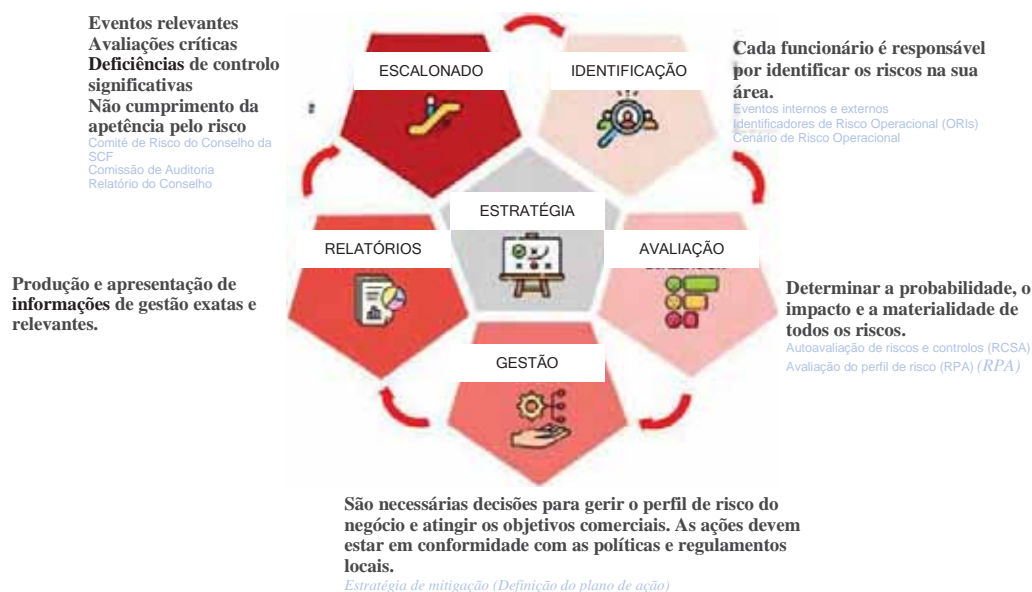 Eventos relevantes
Avaliações críticas
Deficiências de controlo
significativas
Não cumprimento da
apetência pelo risco
Comité de Risco do Conselho da
SCF
Comissão de Auditoria
Relatório do Conselho
ESCALONADO
IDENTIFICAÇÃO
Cada funcionário é responsável
por identificar os riscos na sua
área.
Eventos internos e externos
Identificadores de Risco Operacional (ORIs)
Cenário de Risco Operacional
ESTRATÉGIA
RELATÓRIOS
AVALIAÇÃO
Produção e apresentação de
informações de gestão exatas e
relevantes.
Determinar a probabilidade, o
impacto e a materialidade de
todos os riscos.
Autoavaliação de riscos e controlos (RCSA)
Avaliação do perfil de risco (RPA) (RPA)
GESTÃO
São necessárias decisões para gerir o perfil de risco do
negócio e atingir os objetivos comerciais. As ações devem
estar em conformidade com as políticas e regulamentos
locais.
Estratégia de mitigação (Definição do plano de ação)